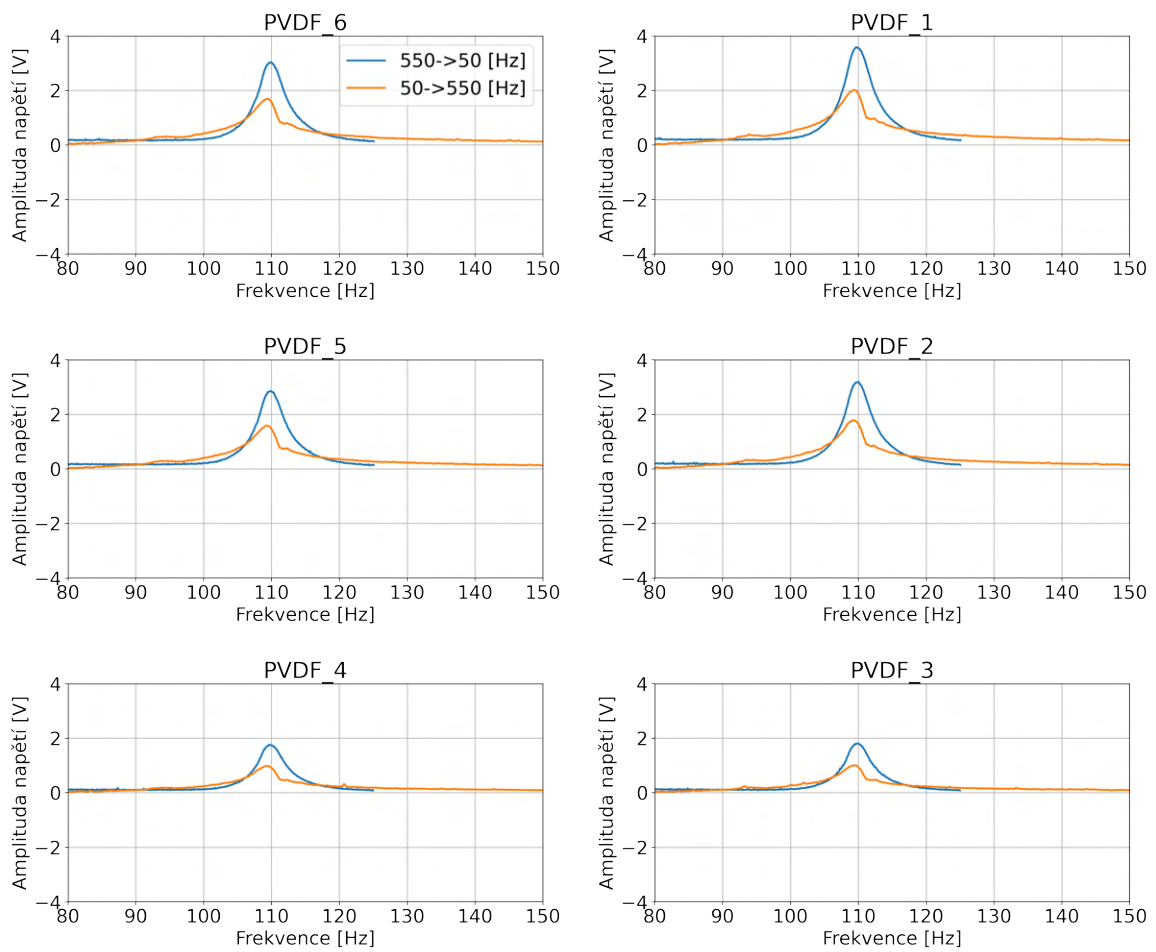 PVDF_6
4
2
0
−2
−4
Amplituda napětí [V]
550->50 [Hz]
50->550 [Hz]
80 90 100 110 120 130 140 150
Frekvence [Hz]
PVDF_1
4
2
0
−2
−4
Amplituda napětí [V]
80 90 100 110 120 130 140 150
Frekvence [Hz]
PVDF_5
4
2
0
−2
−4
Amplituda napětí [V]
80 90 100 110 120 130 140 150
Frekvence [Hz]
PVDF_2
4
2
0
−2
−4
Amplituda napětí [V]
80 90 100 110 120 130 140 150
Frekvence [Hz]
PVDF_4
4
2
0
−2
−4
Amplituda napětí [V]
80 90 100 110 120 130 140 150
Frekvence [Hz]
PVDF_3
4
2
0
−2
−4
Amplituda napětí [V]
80 90 100 110 120 130 140 150
Frekvence [Hz]